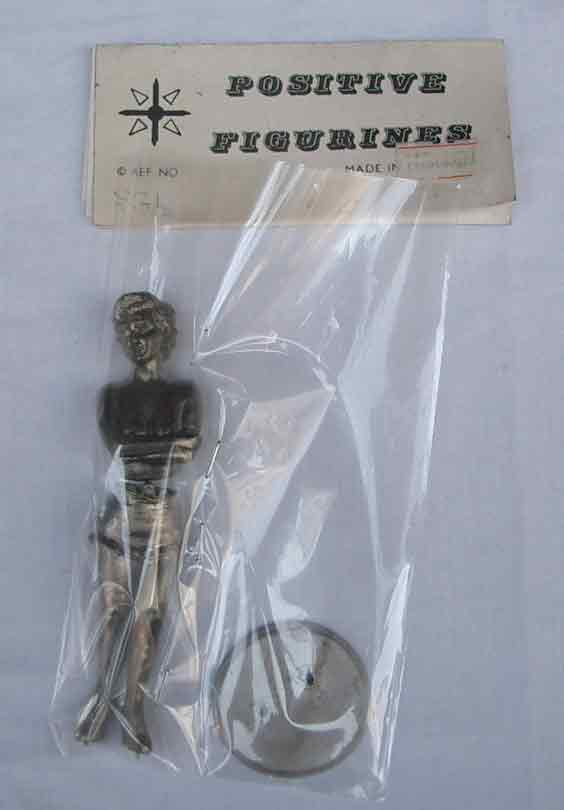 POSITIVE
FIGURINES
© REF. NO
MADE IN